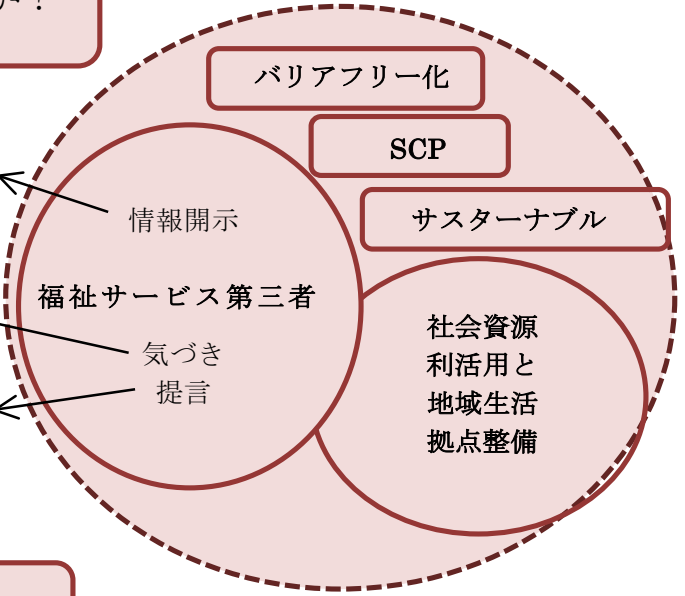 バリアフリー化
SCP
サスターナブル
情報開示
福祉サービス第三者
気づき
提言
社会資源
利活用と
地域生活
拠点整備